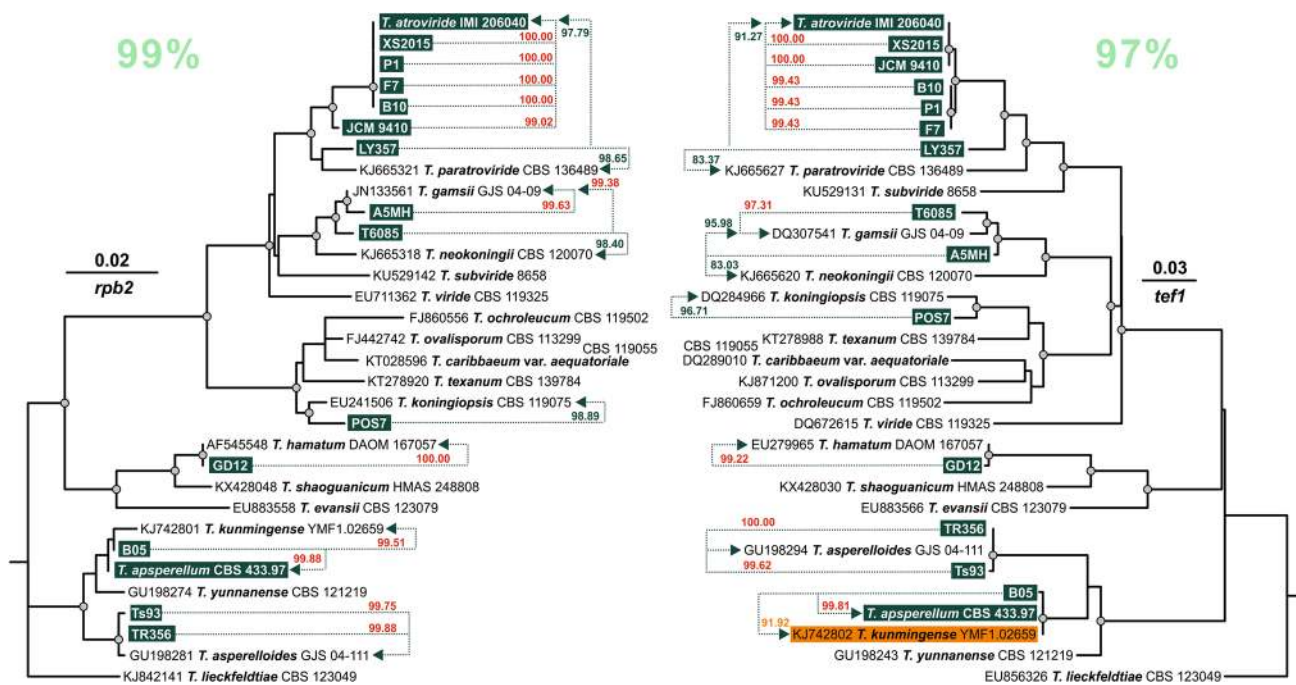 99%
T. atroviride IMI 206040
97.79
XS2015
100.00
P1
100.00
F7
100.00
B10
100.00
JCM 9410
99.02
LY357
98.65
KJ665321 T. paratroviride CBS 136489
JN133561 T. gamsii GJS 04-09
99.38
A5MH
99.63
T6085
98.40
KJ665318 T. neokoningii CBS 120070
0.02
rpb2
KU529142 T. subviride 8658
EU711362 T. viride CBS 119325
FJ860556 T. ochroleucum CBS 119502
FJ442742 T. ovalisporum CBS 113299
CBS 119055
KT028596 T. caribbaeum var. aequatoriale
KT278920 T. texanum CBS 139784
EU241506 T. koningiopsis CBS 119075
POS7
98.89
AF545548 T. hamatum DAOM 167057
GD12
100.00
KX428048 T. shaoguanicum HMAS 248808
EU883558 T. evansii CBS 123079
KJ742801 T. kunmingense YMF1.02659
B05
99.51
99.88
T. apsperellum CBS 433.97
GU198274 T. yunnanense CBS 121219
Ts93
99.75
TR356
99.88
GU198281 T. asperelloides GJS 04-111
KJ842141 T. lieckfeldtiae CBS 123049
97%
T. atroviride IMI 206040
91.27
100.00
XS2015
100.00
JCM 9410
99.43
B10
99.43
P1
99.43
F7
LY357
83.37
KJ665627 T. paratroviride CBS 136489
KU529131 T. subviride 8658
97.31
T6085
95.98
DQ307541 T. gamsii GJS 04-09
A5MH
83.03
KJ665620 T. neokoningii CBS 120070
0.03
tef1
DQ284966 T. koningiopsis CBS 119075
96.71
POS7
KT278988 T. texanum CBS 139784
CBS 119055
DQ289010 T. caribbaeum var. aequatoriale
KJ871200 T. ovalisporum CBS 113299
FJ860659 T. ochroleucum CBS 119502
DQ672615 T. viride CBS 119325
EU279965 T. hamatum DAOM 167057
99.22
GD12
KX428030 T. shaoguanicum HMAS 248808
EU883566 T. evansii CBS 123079
100.00
TR356
GU198294 T. asperelloides GJS 04-111
99.62
Ts93
B05
99.81
T. apsperellum CBS 433.97
91.92
KJ742802 T. kunmingense YMF1.02659
GU198243 T. yunnanense CBS 121219
EU856326 T. lieckfeldtiae CBS 123049